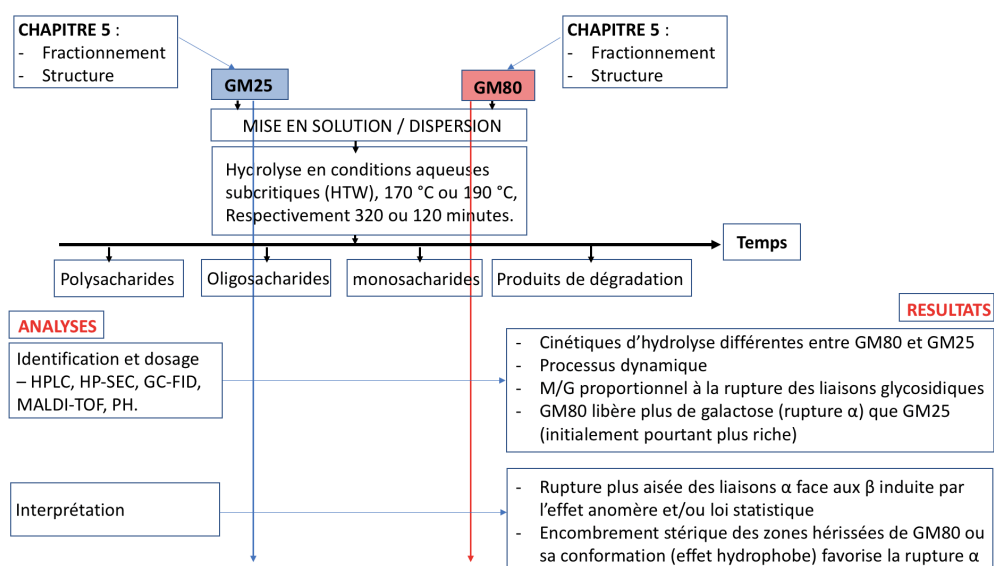 CHAPITRE 5 :
- Fractionnement
- Structure
CHAPITRE 5 :
- Fractionnement
- Structure
GM25
GM80
MISE EN SOLUTION / DISPERSION
Hydrolyse en conditions aqueuses
subcritiques (HTW), 170 °C ou 190 °C,
Respectivement 320 ou 120 minutes.
Temps
Polysacharides
Oligosacharides
monosacharides
Produits de dégradation
ANALYSES
RESULTATS
Identification et dosage
– HPLC, HP-SEC, GC-FID,
MALDI-TOF, PH.
- Cinétiques d’hydrolyse différentes entre GM80 et GM25
- Processus dynamique
- M/G proportionnel à la rupture des liaisons glycosidiques
- GM80 libère plus de galactose (rupture α) que GM25
(initialement pourtant plus riche)
Interprétation
- Rupture plus aisée des liaisons α face aux β induite par
l’effet anomère et/ou loi statistique
- Encombrement stérique des zones hérissées de GM80 ou
sa conformation (effet hydrophobe) favorise la rupture α